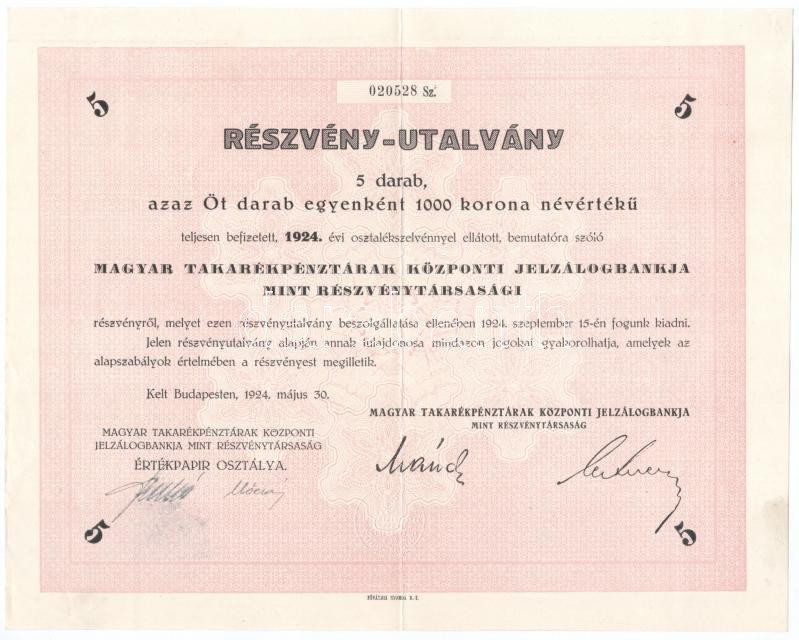 020528 Sz.
5 5
RÉSZVÉNY-UTALVÁNY
5 darab,
azaz Öt darab egyenként 1000 korona névértékű
teljesen befizetett, 1924. évi osztalékszelvénnyel ellátott, bemutatóra szóló
MAGYAR TAKARÉKPÉNZTÁRAK KÖZPONTI JELZÁLOGBANKJA
MINT RÉSZVÉNYTÁRSASÁGI
részvényről, melyet ezen részvényutalvány beszolgáltatása ellenében 1924. szeptember 15-én fogunk kiadni.
Jelen részvényutalvány alapján annak tulajdonosa mindazon jogokat gyakorolhatja, amelyek az
alapszabályok értelmében a részvényest megilletik.
Kelt Budapesten, 1924. május 30.
MAGYAR TAKARÉKPÉNZTÁRAK KÖZPONTI JELZÁLOGBANKJA
MINT RÉSZVÉNYTÁRSASÁG
MAGYAR TAKARÉKPÉNZTÁRAK KÖZPONTI
JELZÁLOGBANKJA MINT RÉSZVÉNYTÁRSASÁG
ÉRTÉKPAPIR OSZTÁLYA.
5 5
FŐVÁROSI NYOMDA R.-T.